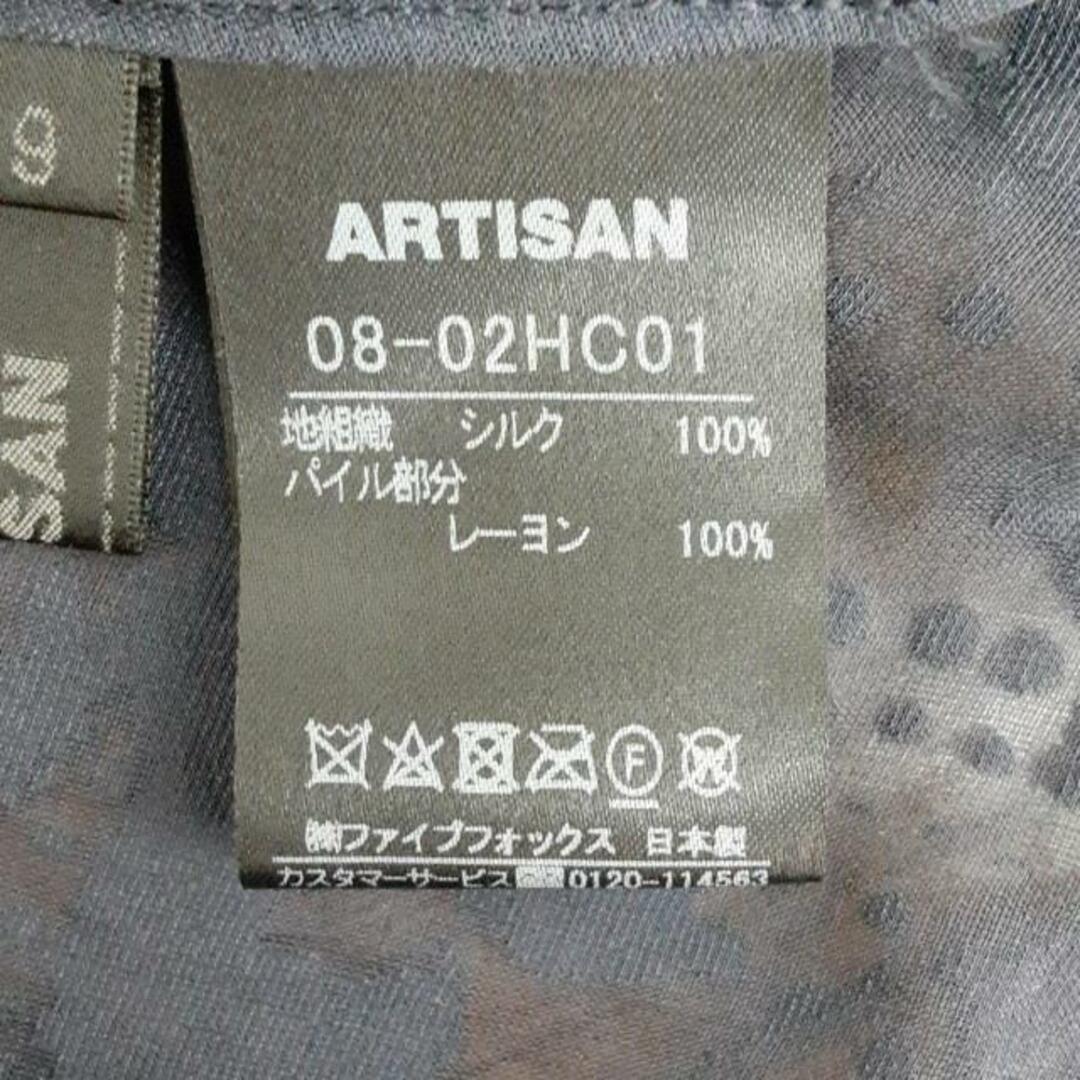 9
SAN
ARTISAN
08-02HC01
地組織 シルク 100%
パイル部分
レーヨン 100%
F W
㈱ファイブフォックス 日本製
カスタマーサービス 0120-114563